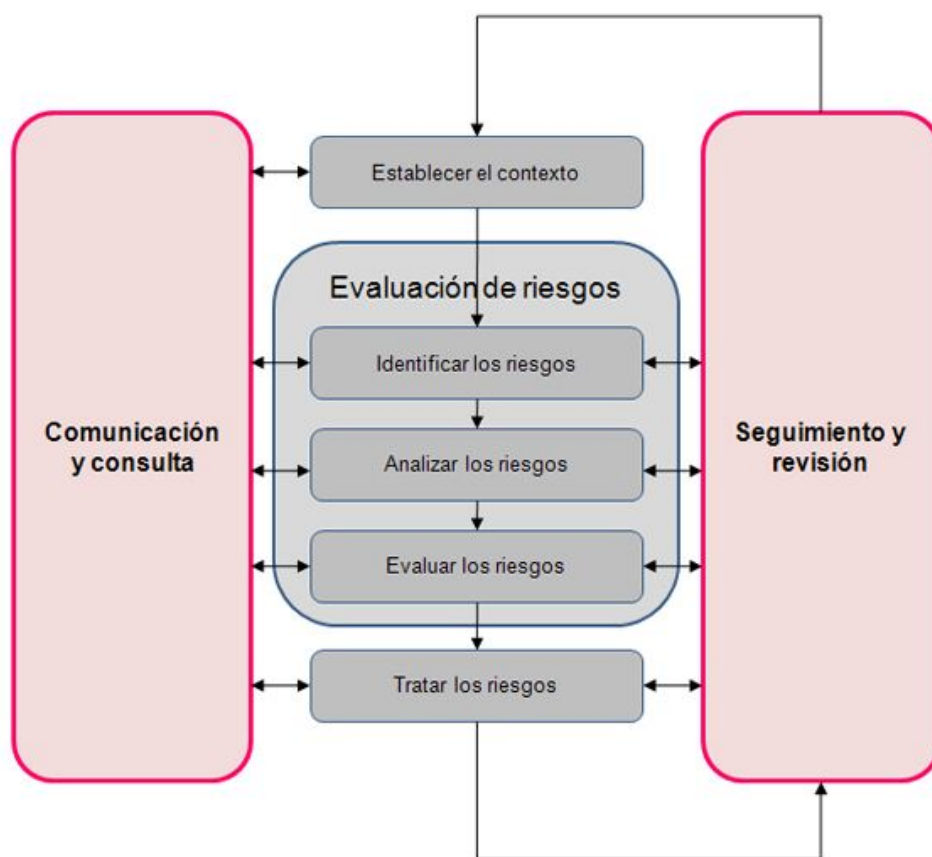 Establecer el contexto
Evaluación de riesgos
Identificar los riesgos
Comunicación
y consulta
Analizar los riesgos
Seguimiento y
revisión
Evaluar los riesgos
Tratar los riesgos